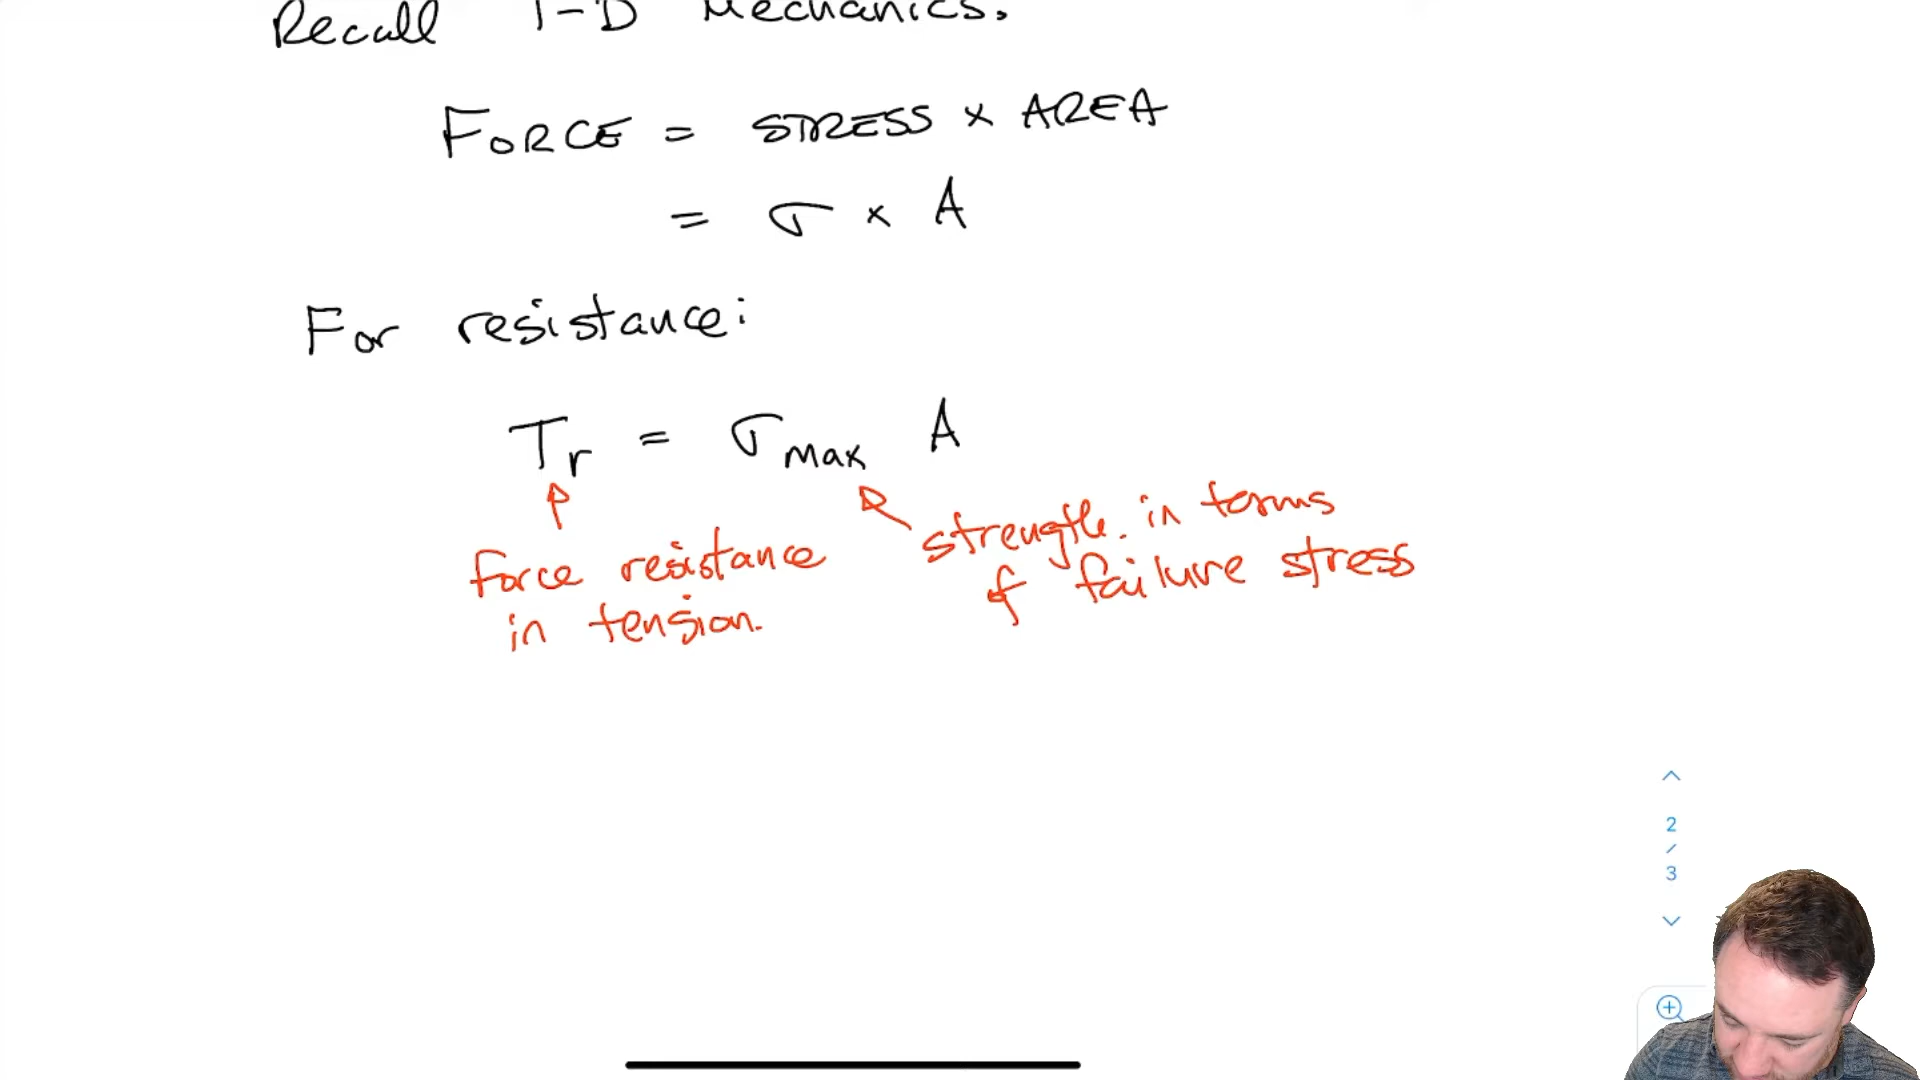 Recall 1-D Mechanics.
FORCE = STRESS × AREA
= σ × A
For resistance:
Tr = σmax A
force resistance
in tension.
strength. in terms
of failure stress
2
/
3